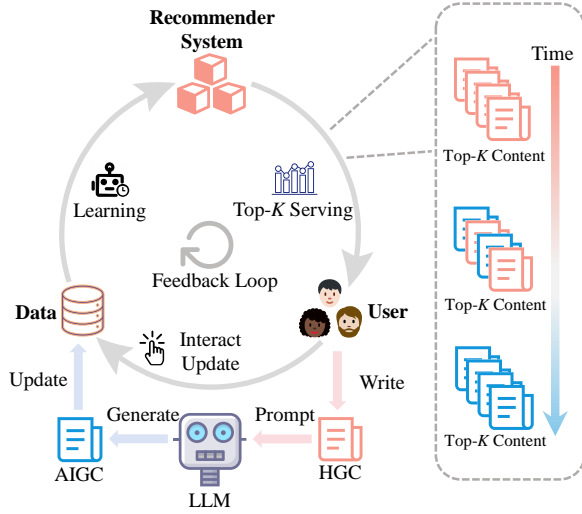 Recommender
System
Time
Top-K Content
Learning
Top-K Serving
Feedback Loop
Top-K Content
Data
User
Interact
Update
Update
Write
Generate
Prompt
Top-K Content
AIGC
HGC
LLM